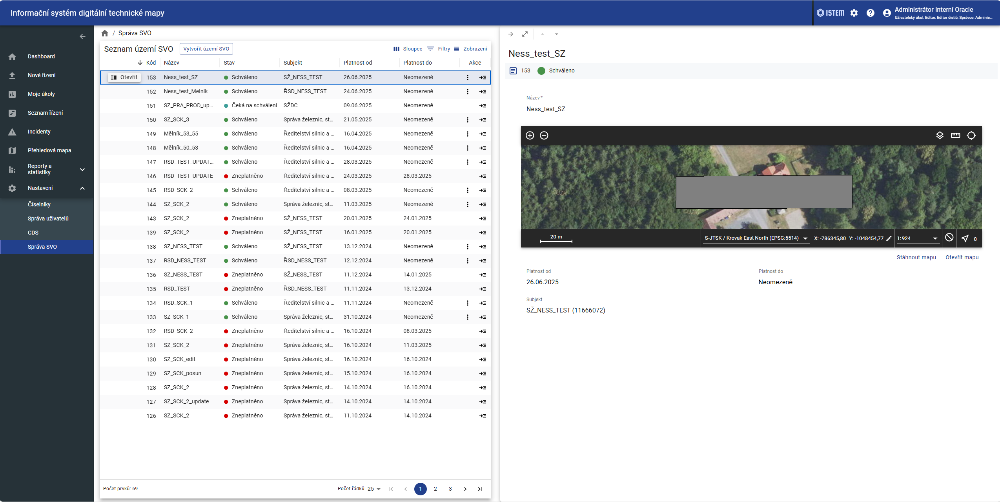 Informační systém digitální technické mapy
ISTEM
Administrátor Interní Oracle
Uživatelský úkol, Editor, Editor čistič, Správce, Adminis...
Dashboard
Nové řízení
Moje úkoly
Seznam řízení
Incidenty
Přehledová mapa
Reporty a
statistiky
Nastavení
Číselníky
Správa uživatelů
CDS
Správa SVO
/ Správa SVO
Seznam území SVO Vytvořit území SVO Sloupce Filtry Zobrazení
Kód Název Stav Subjekt Platnost od Platnost do Akce
Otevřít 153 Ness_test_SZ Schváleno SŽ_NESS_TEST 26.06.2025 Neomezeně
152 Ness_test_Melnik Schváleno ŘSD_NESS_TEST 24.06.2025 Neomezeně
151 SZ_PRA_PROD_up... Čeká na schválení SŽDC 09.06.2025 Neomezeně
150 SZ_SCK_3 Schváleno Správa železnic, st... 21.05.2025 Neomezeně
149 Mělník_53_55 Schváleno Ředitelství silnic a ... 16.04.2025 Neomezeně
148 Mělník_50_53 Schváleno Ředitelství silnic a ... 16.04.2025 Neomezeně
147 RSD_TEST_UPDAT... Schváleno Ředitelství silnic a ... 28.03.2025 Neomezeně
146 RSD_TEST_UPDATE Zneplatněno Ředitelství silnic a ... 24.03.2025 28.03.2025
145 RSD_SCK_2 Schváleno Ředitelství silnic a ... 08.03.2025 Neomezeně
144 SZ_SCK_2 Schváleno Správa železnic, st... 11.03.2025 Neomezeně
143 SZ_SCK_2 Zneplatněno SŽ_NESS_TEST 20.01.2025 24.01.2025
139 SZ_SCK_2 Zneplatněno SŽ_NESS_TEST 16.01.2025 20.01.2025
138 SZ_NESS_TEST Schváleno SŽ_NESS_TEST 13.12.2024 Neomezeně
137 RSD_NESS_TEST Schváleno ŘSD_NESS_TEST 12.12.2024 Neomezeně
136 SZ_NESS_TEST Zneplatněno SŽ_NESS_TEST 11.12.2024 14.01.2025
135 RSD_TEST Zneplatněno ŘSD_NESS_TEST 11.11.2024 13.12.2024
134 RSD_SCK_1 Schváleno Ředitelství silnic a ... 11.11.2024 Neomezeně
133 SZ_SCK_1 Schváleno Správa železnic, st... 31.10.2024 Neomezeně
132 RSD_SCK_2 Zneplatněno Ředitelství silnic a ... 16.10.2024 08.03.2025
131 SZ_SCK_2 Zneplatněno Správa železnic, st... 16.10.2024 11.03.2025
130 SZ_SCK_edit Zneplatněno Správa železnic, st... 16.10.2024 16.10.2024
129 SZ_SCK_posun Zneplatněno Správa železnic, st... 15.10.2024 16.10.2024
128 SZ_SCK_2 Zneplatněno Správa železnic, st... 14.10.2024 16.10.2024
127 SZ_SCK_2_update Zneplatněno Správa železnic, st... 14.10.2024 14.10.2024
126 SZ_SCK_2 Zneplatněno Správa železnic, st... 11.10.2024 14.10.2024
Počet prvků: 69 Počet řádků 25 1 2 3
Ness_test_SZ
153 Schváleno
Název *
Ness_test_SZ
ČÚZK
ČÚZK
20 m S-JTSK / Krovak East North (EPSG:5514) X: -786345,80 Y: -1048454,77 1:924 0
Stáhnout mapu Otevřít mapu
Platnost od Platnost do
26.06.2025 Neomezeně
Subjekt
SŽ_NESS_TEST (11666072)